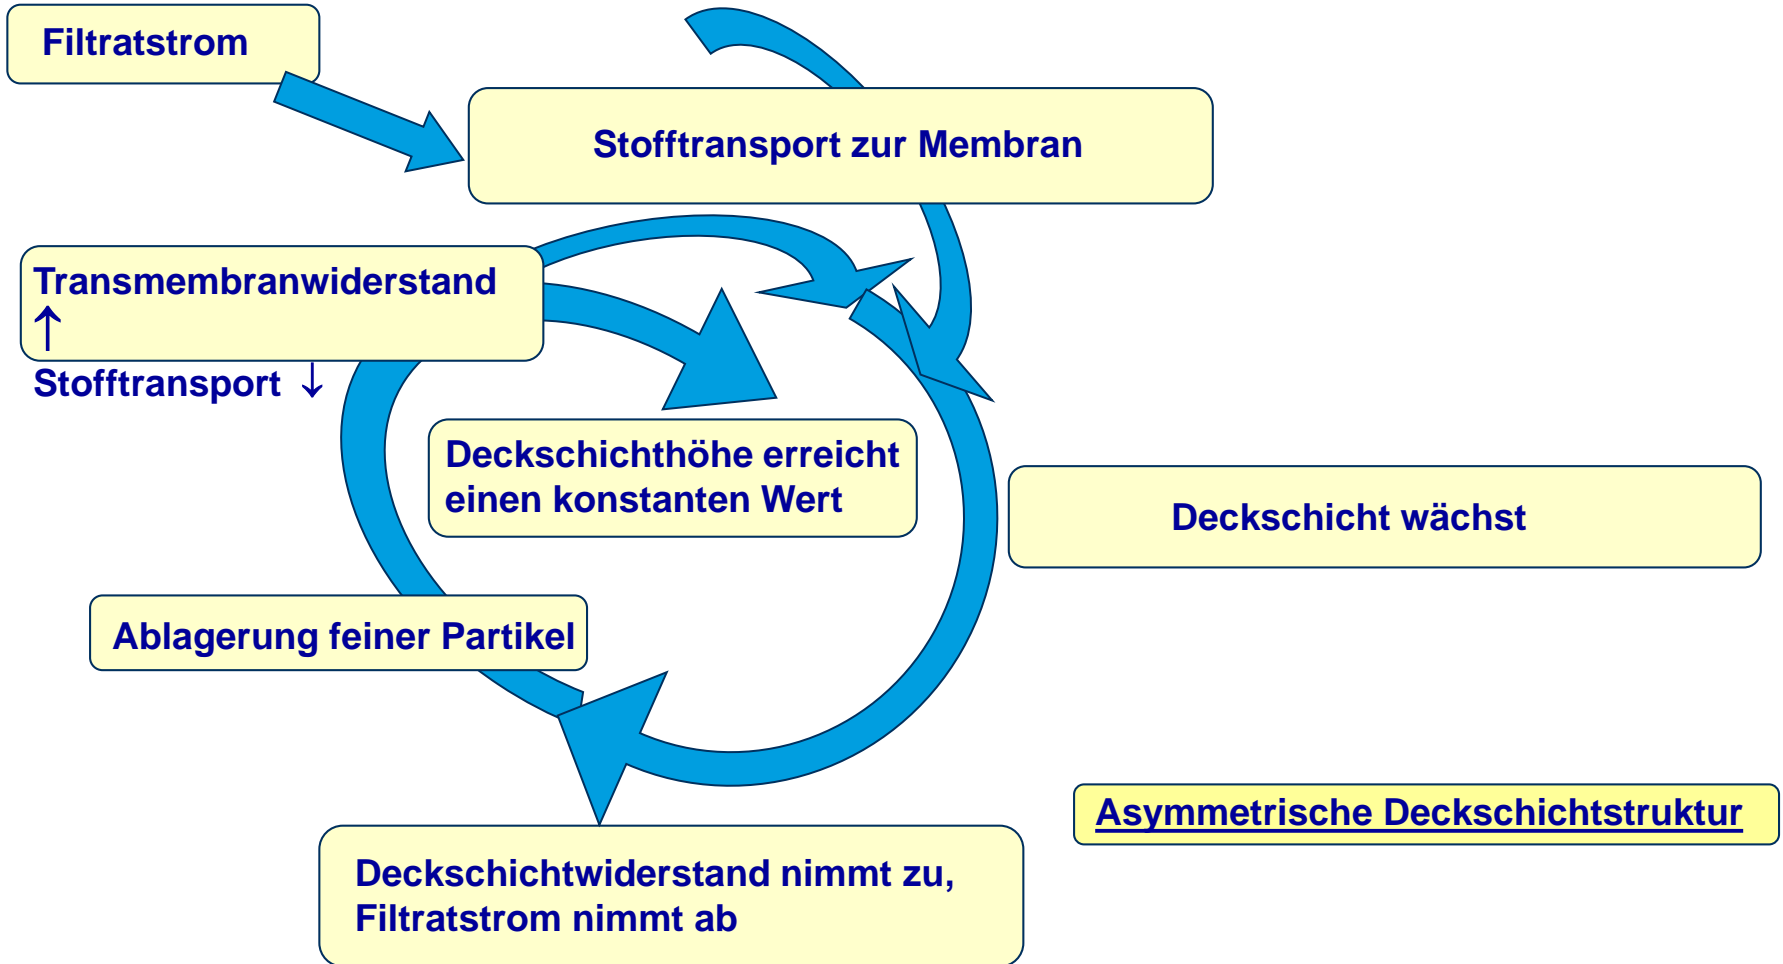 Filtratstrom
Stofftransport zur Membran
Transmembranwiderstand
↑
Stofftransport ↓
Deckschichthöhe erreicht
einen konstanten Wert
Deckschicht wächst
Ablagerung feiner Partikel
Asymmetrische Deckschichtstruktur
Deckschichtwiderstand nimmt zu,
Filtratstrom nimmt ab